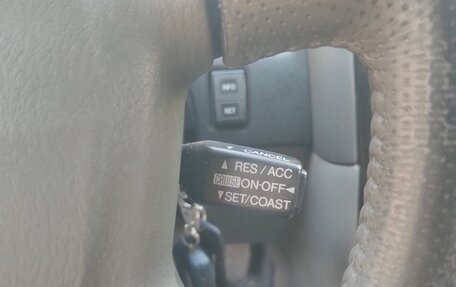 INFO
SET
▼ CANCEL
▲ RES / ACC
CRUISE ON-OFF ◄
▼ SET/COAST